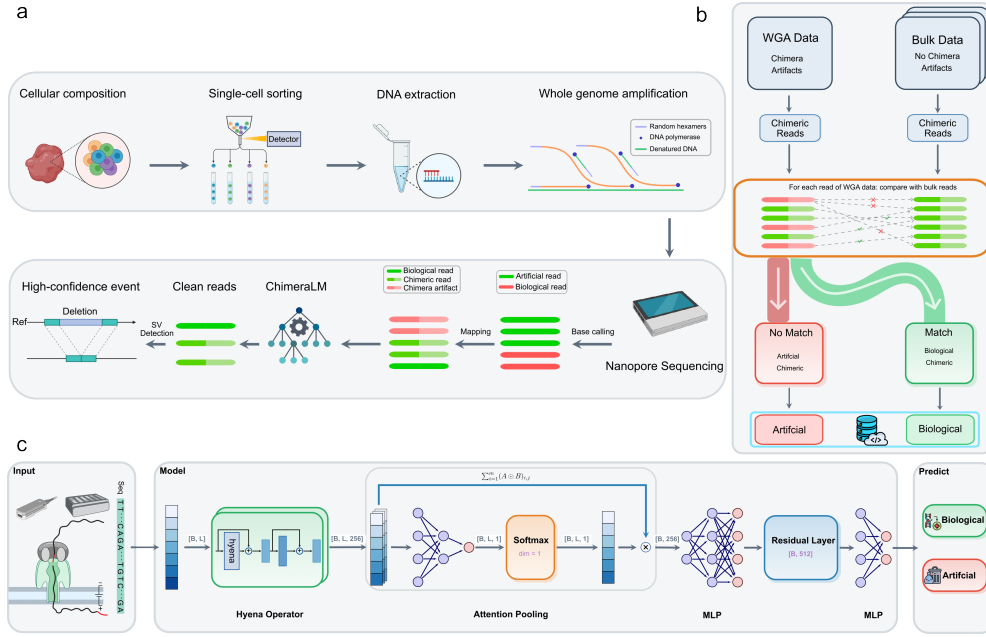 a
Cellular composition
Single-cell sorting
DNA extraction
Whole genome amplification
Detector
Random hexamers
DNA polymerase
Denatured DNA
High-confidence event
Clean reads
ChimeraLM
Biological read
Chimeric read
Chimera artifact
Artificial read
Biological read
Ref
Deletion
SV
Detection
Mapping
Base calling
Nanopore Sequencing
b
WGA Data
Chimera
Artifacts
Bulk Data
No Chimera
Artifacts
Chimeric
Reads
Chimeric
Reads
For each read of WGA data: compare with bulk reads
No Match
Artifcial
Chimeric
Match
Biological
Chimeric
Artifcial
Biological
c
Input
Seq
TT···CAGA···TGTC···GA
Model
[B, L]
hyena
[B, L, 256]
Hyena Operator
[B, L, 1]
Softmax
dim = 1
[B, L, 1]
[B, 256]
Attention Pooling
MLP
Residual Layer
[B, 512]
MLP
Predict
Biological
Artifcial